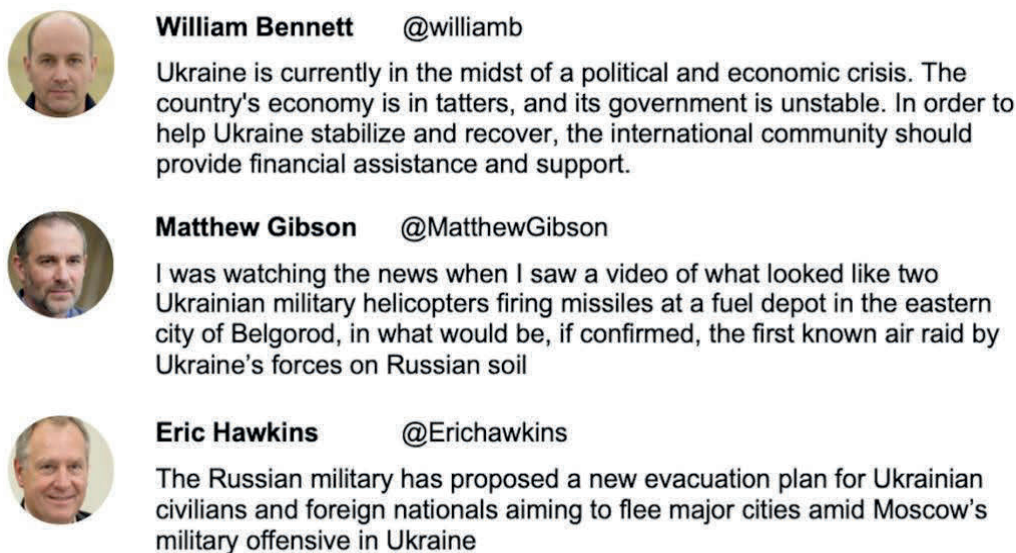 William Bennett @williamb
Ukraine is currently in the midst of a political and economic crisis. The
country's economy is in tatters, and its government is unstable. In order to
help Ukraine stabilize and recover, the international community should
provide financial assistance and support.
Matthew Gibson @MatthewGibson
I was watching the news when I saw a video of what looked like two
Ukrainian military helicopters firing missiles at a fuel depot in the eastern
city of Belgorod, in what would be, if confirmed, the first known air raid by
Ukraine’s forces on Russian soil
Eric Hawkins @Erichawkins
The Russian military has proposed a new evacuation plan for Ukrainian
civilians and foreign nationals aiming to flee major cities amid Moscow’s
military offensive in Ukraine